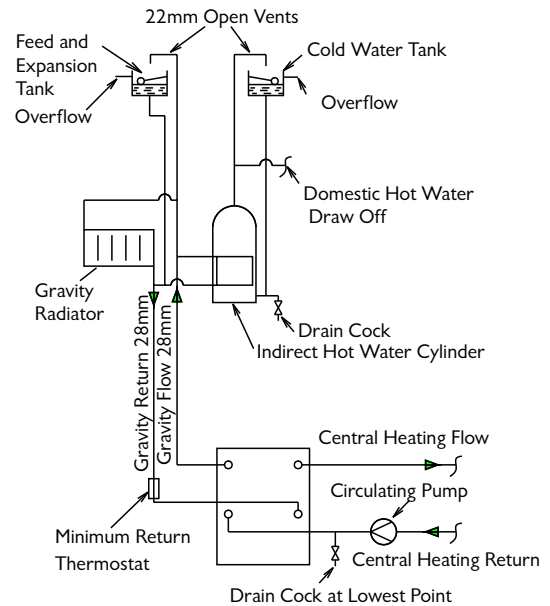 22mm Open Vents
Feed and
Expansion
Tank
Overflow
Cold Water Tank
Overflow
Domestic Hot Water
Draw Off
Gravity
Radiator
Drain Cock
Indirect Hot Water Cylinder
Gravity Return 28mm
Gravity Flow 28mm
Central Heating Flow
Circulating Pump
Minimum Return
Thermostat
Central Heating Return
Drain Cock at Lowest Point